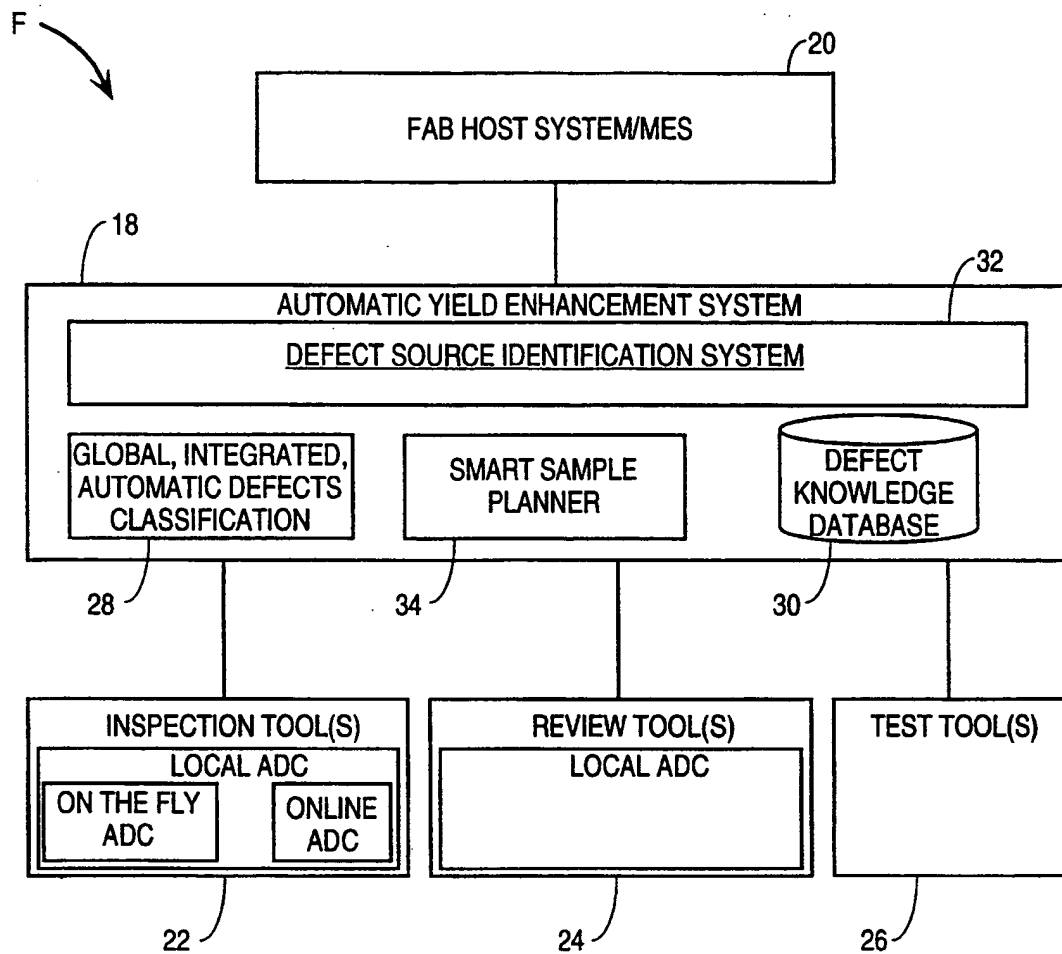 F
20
FAB HOST SYSTEM/MES
18
32
AUTOMATIC YIELD ENHANCEMENT SYSTEM
DEFECT SOURCE IDENTIFICATION SYSTEM
GLOBAL, INTEGRATED,
AUTOMATIC DEFECTS
CLASSIFICATION
SMART SAMPLE
PLANNER
DEFECT
KNOWLEDGE
DATABASE
28
34
30
INSPECTION TOOL(S)
LOCAL ADC
ON THE FLY
ADC
ONLINE
ADC
REVIEW TOOL(S)
LOCAL ADC
TEST TOOL(S)
22
24
26